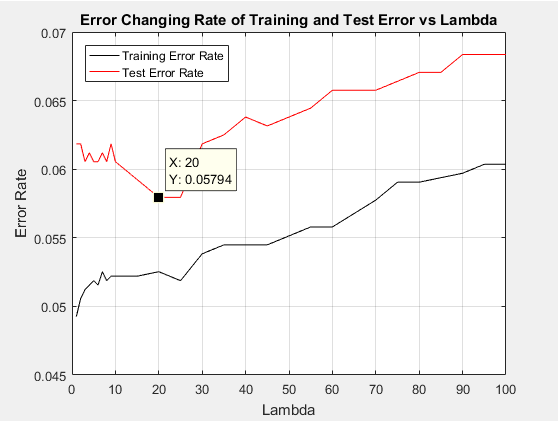 Error Changing Rate of Training and Test Error vs Lambda
0.07
Training Error Rate
Test Error Rate
0.065
X: 20
Y: 0.05794
0.06
Error Rate
0.055
0.05
0.045
0 10 20 30 40 50 60 70 80 90 100
Lambda